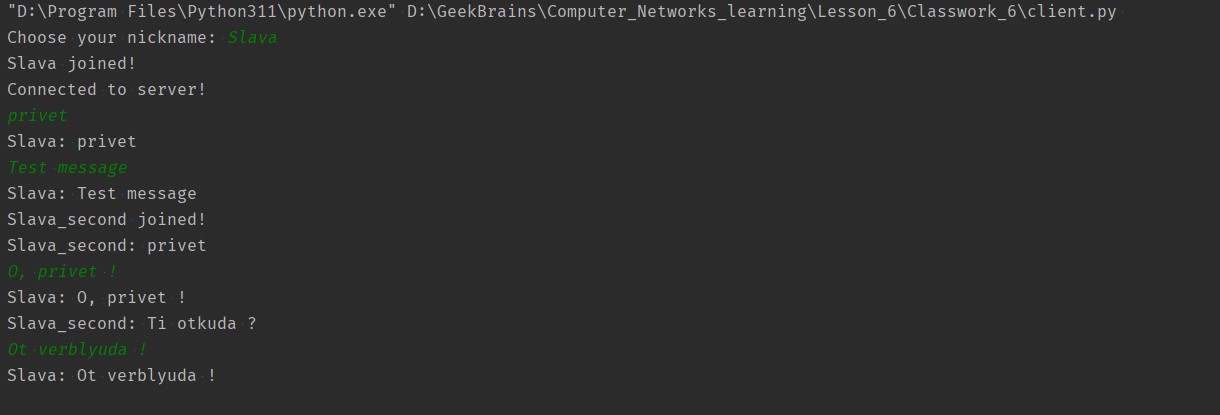 "D:\Program Files\Python311\python.exe" D:\GeekBrains\Computer_Networks_learning\Lesson_6\Classwork_6\client.py
Choose your nickname: Slava
Slava joined!
Connected to server!
privet
Slava: privet
Test message
Slava: Test message
Slava_second joined!
Slava_second: privet
O, privet !
Slava: O, privet !
Slava_second: Ti otkuda ?
Ot verblyuda !
Slava: Ot verblyuda !